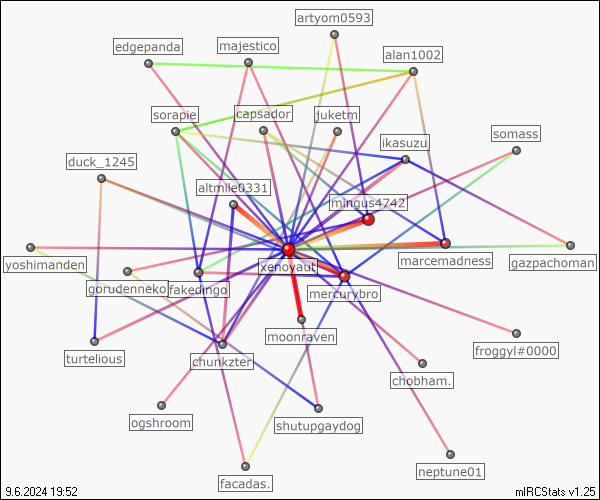 artyom0593
edgepanda
majestico
alan1002
sorapie
capsador
juketm
ikasuzu
somass
duck_1245
altmile0331
mingus4742
yoshimanden
xenoyaut
marcemadness
gazpachoman
gorudenneko
fakedingo
mercurybro
moonraven
turtelious
chunkzter
froggyl#0000
chobham.
ogshroom
shutupgaydog
facadas.
neptune01
9.6.2024 19:52
mIRCStats v1.25